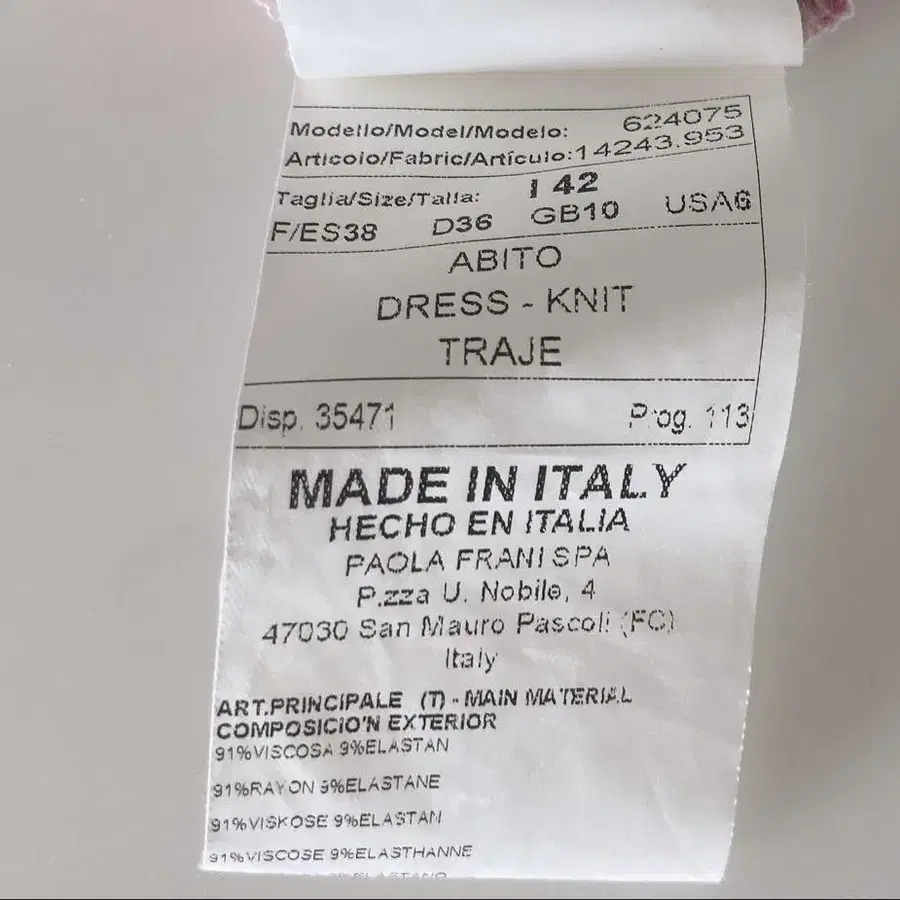 Modello/Model/Modelo: 624075
Articolo/Fabric/Artículo:14243.953
Taglia/Size/Talla: I 42
F/ES38 D36 GB10 USA6
ABITO
DRESS - KNIT
TRAJE
Disp. 35471 Prog. 113
MADE IN ITALY
HECHO EN ITALIA
PAOLA FRANI SPA
P.zza U. Nobile, 4
47030 San Mauro Pascoli (FC)
Italy
ART.PRINCIPALE (T) - MAIN MATERIAL
COMPOSICIO'N EXTERIOR
91%VISCOSA 9%ELASTAN
91%RAYON 9%ELASTANE
91%VISKOSE 9%ELASTAN
91%VISCOSE 9%ELASTHANNE